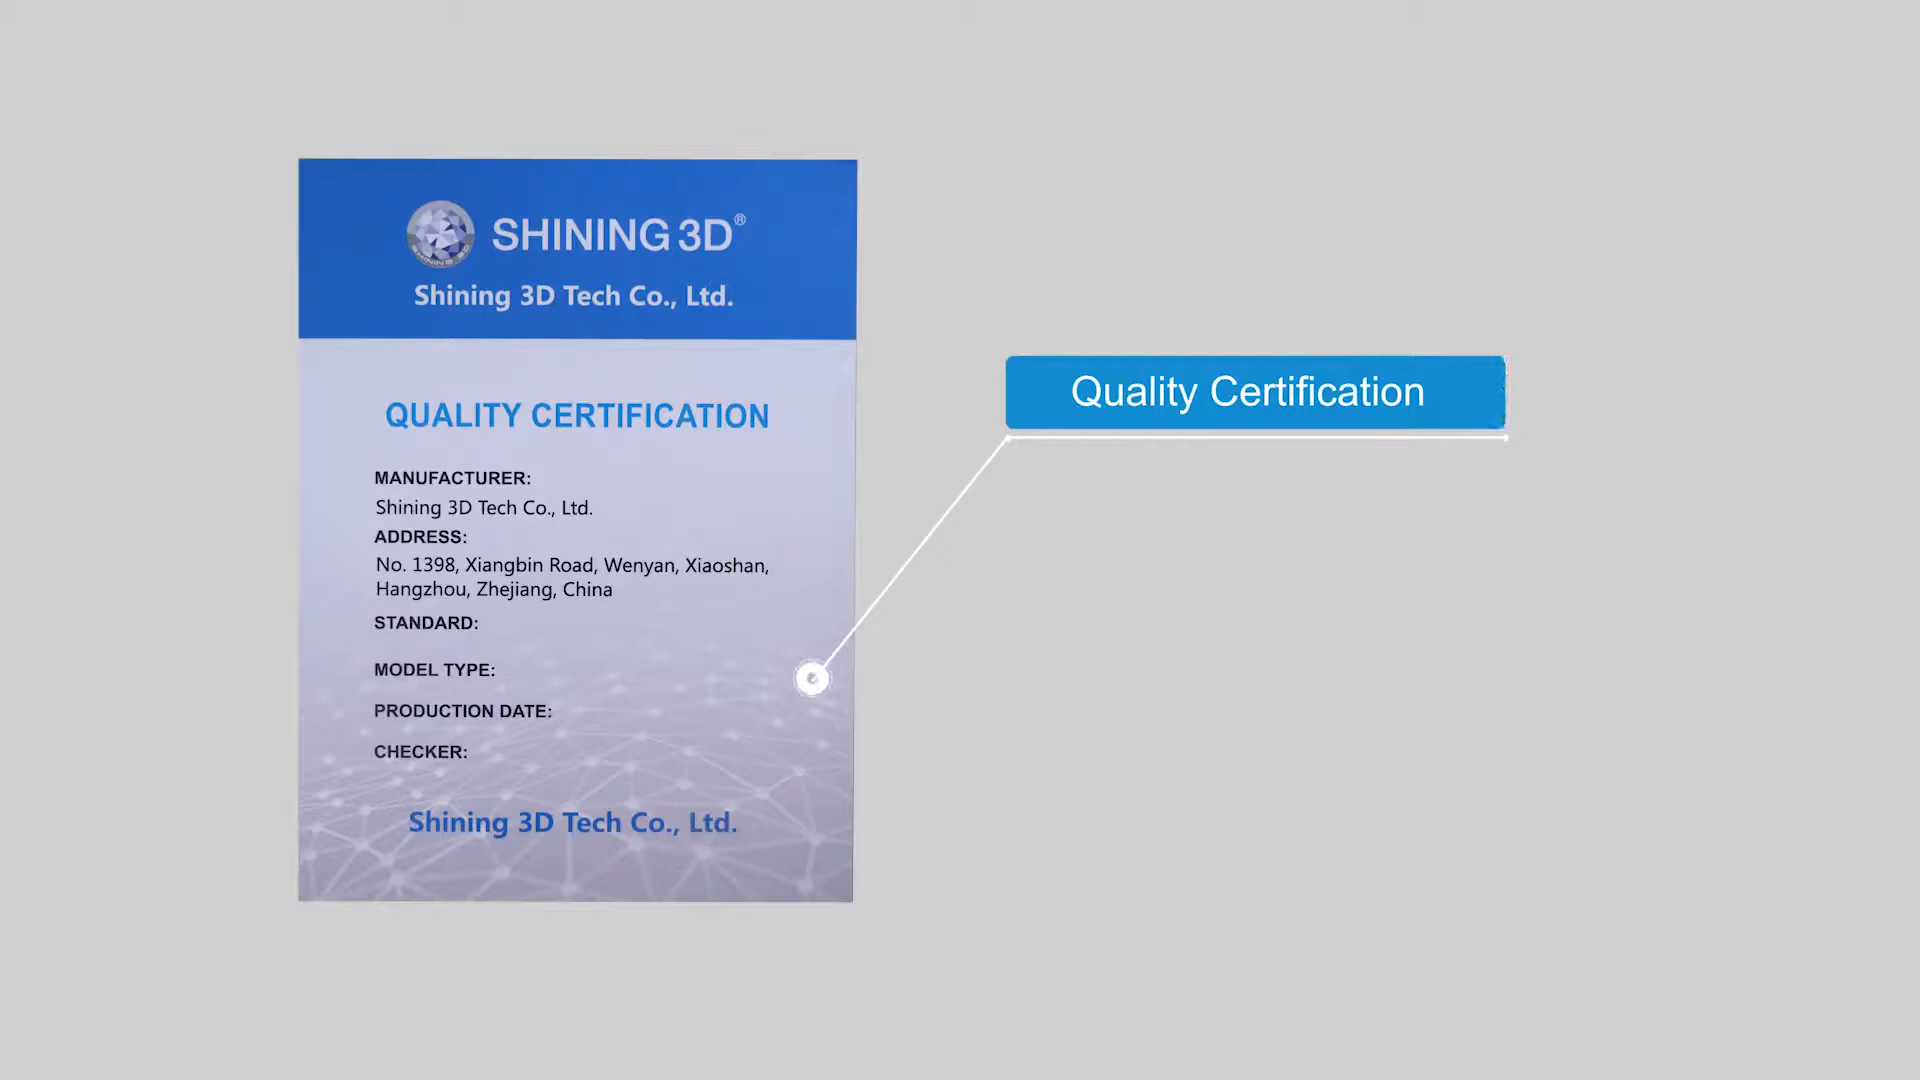 SHINING 3D®
Shining 3D Tech Co., Ltd.
QUALITY CERTIFICATION
MANUFACTURER:
Shining 3D Tech Co., Ltd.
ADDRESS:
No. 1398, Xiangbin Road, Wenyan, Xiaoshan,
Hangzhou, Zhejiang, China
STANDARD:
MODEL TYPE:
PRODUCTION DATE:
CHECKER:
Shining 3D Tech Co., Ltd.
Quality Certification